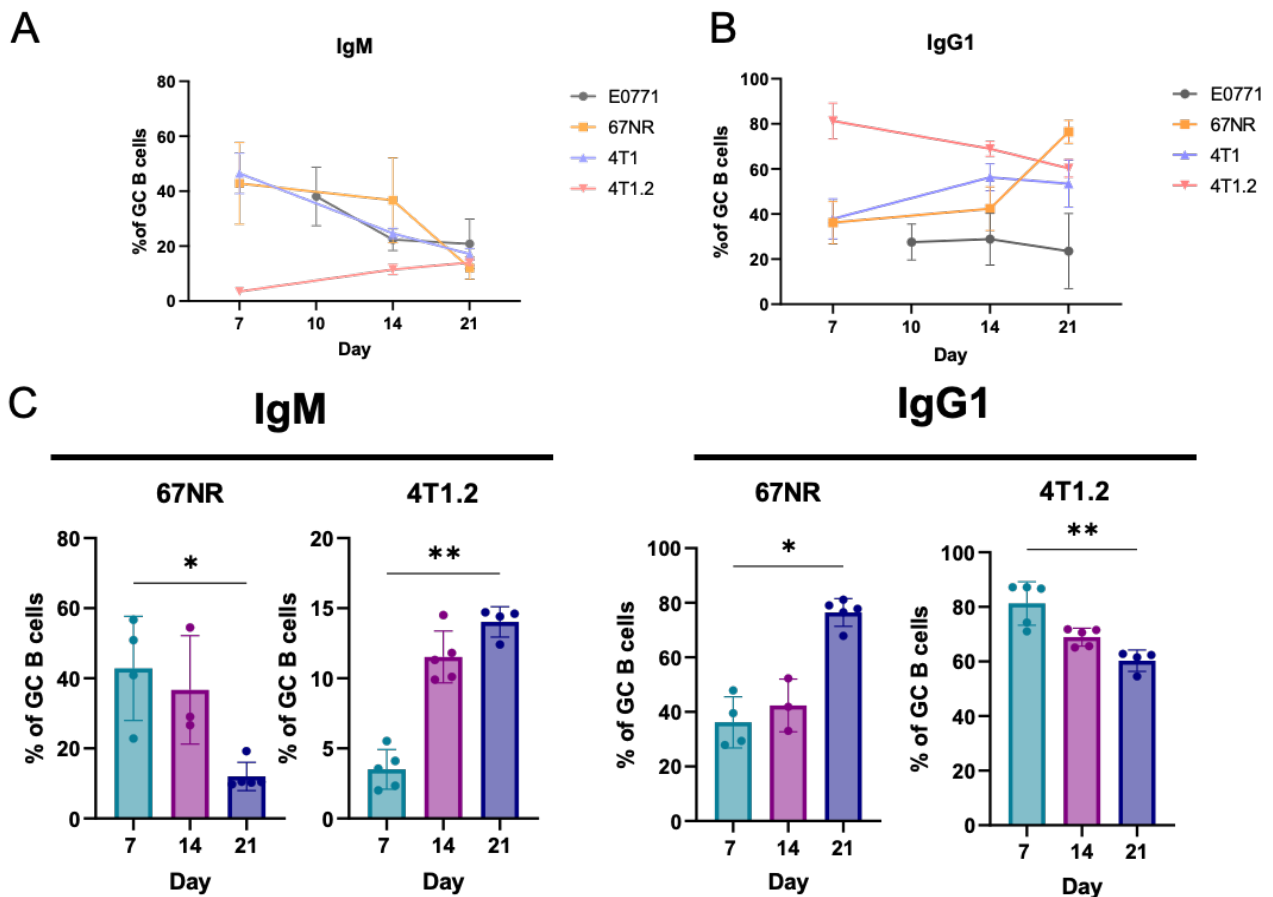 A
IgM
80
60
40
20
0
%of GC B cells
7 10 14 21
Day
E0771
67NR
4T1
4T1.2
B
IgG1
100
80
60
40
20
0
%of GC B cells
7 10 14 21
Day
E0771
67NR
4T1
4T1.2
C
IgM
67NR
80
60
40
20
0
% of GC B cells
*
7 14 21
Day
4T1.2
20
15
10
5
0
% of GC B cells
**
7 14 21
Day
IgG1
67NR
100
80
60
40
20
0
% of GC B cells
*
7 14 21
Day
4T1.2
100
80
60
40
20
0
% of GC B cells
**
7 14 21
Day